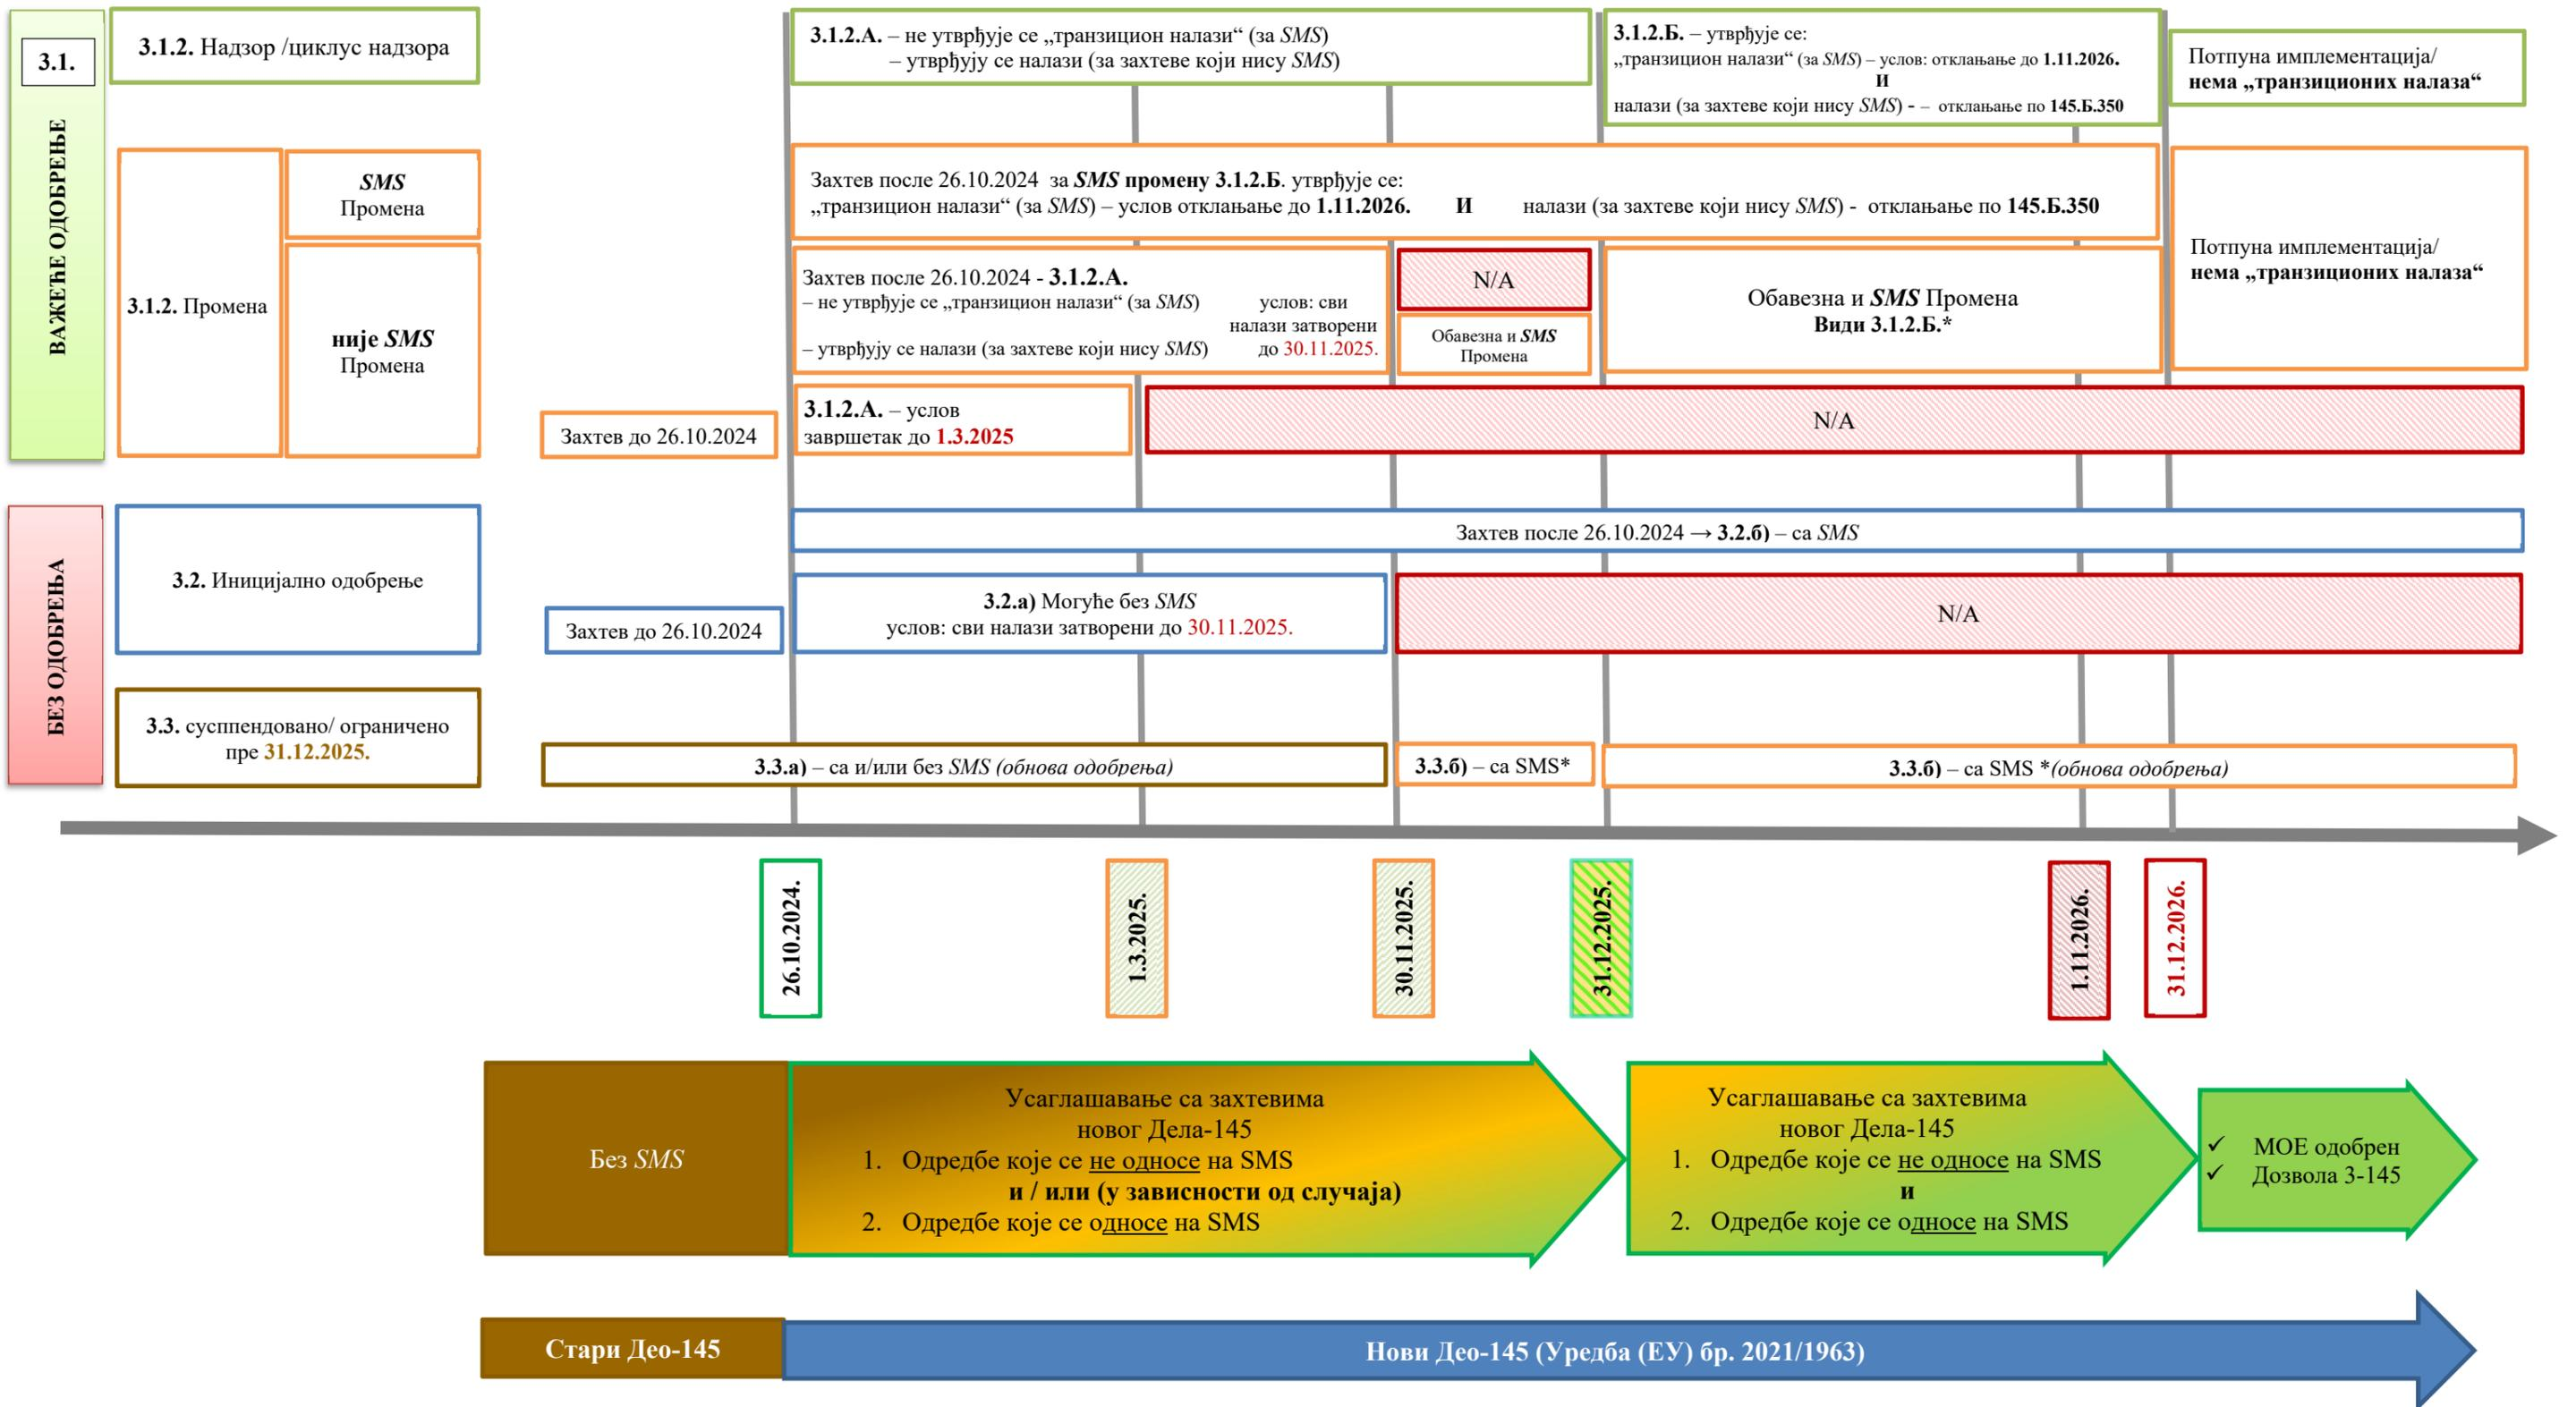 3.1.
ВАЖЕЋЕ ОДОБРЕЊЕ
3.1.2. Надзор /циклус надзора
3.1.2.А. – не утврђује се „транзицион налази“ (за SMS)
– утврђују се налази (за захтеве који нису SMS)
3.1.2.Б. – утврђује се:
„транзицион налази“ (за SMS) – услов: отклањање до 1.11.2026.
И
налази (за захтеве који нису SMS) - – отклањање по 145.Б.350
Потпуна имплементација/
нема „транзиционих налаза“
3.1.2. Промена
SMS
Промена
Захтев после 26.10.2024 за SMS промену 3.1.2.Б. утврђује се:
„транзицион налази“ (за SMS) – услов отклањање до 1.11.2026. И налази (за захтеве који нису SMS) - отклањање по 145.Б.350
Потпуна имплементација/
нема „транзиционих налаза“
није SMS
Промена
Захтев после 26.10.2024 - 3.1.2.А.
– не утврђује се „транзицион налази“ (за SMS)
– утврђују се налази (за захтеве који нису SMS)
услов: сви
налази затворени
до 30.11.2025.
N/A
Обавезна и SMS
Промена
Обавезна и SMS Промена
Види 3.1.2.Б.*
Захтев до 26.10.2024
3.1.2.А. – услов
завршетак до 1.3.2025
N/A
БЕЗ ОДОБРЕЊА
3.2. Иницијално одобрење
Захтев после 26.10.2024 → 3.2.б) – са SMS
Захтев до 26.10.2024
3.2.а) Могуће без SMS
услов: сви налази затворени до 30.11.2025.
N/A
3.3. сусппендовано/ ограничено
пре 31.12.2025.
3.3.а) – са и/или без SMS (обнова одобрења)
3.3.б) – са SMS*
3.3.б) – са SMS *(обнова одобрења)
26.10.2024.
1.3.2025.
30.11.2025.
31.12.2025.
1.11.2026.
31.12.2026.
Без SMS
Усаглашавање са захтевима
новог Дела-145
1. Одредбе које се не односе на SMS
и / или (у зависности од случаја)
2. Одредбе које се односе на SMS
Усаглашавање са захтевима
новог Дела-145
1. Одредбе које се не односе на SMS
и
2. Одредбе које се односе на SMS
✓ МОЕ одобрен
✓ Дозвола 3-145
Стари Део-145
Нови Део-145 (Уредба (ЕУ) бр. 2021/1963)